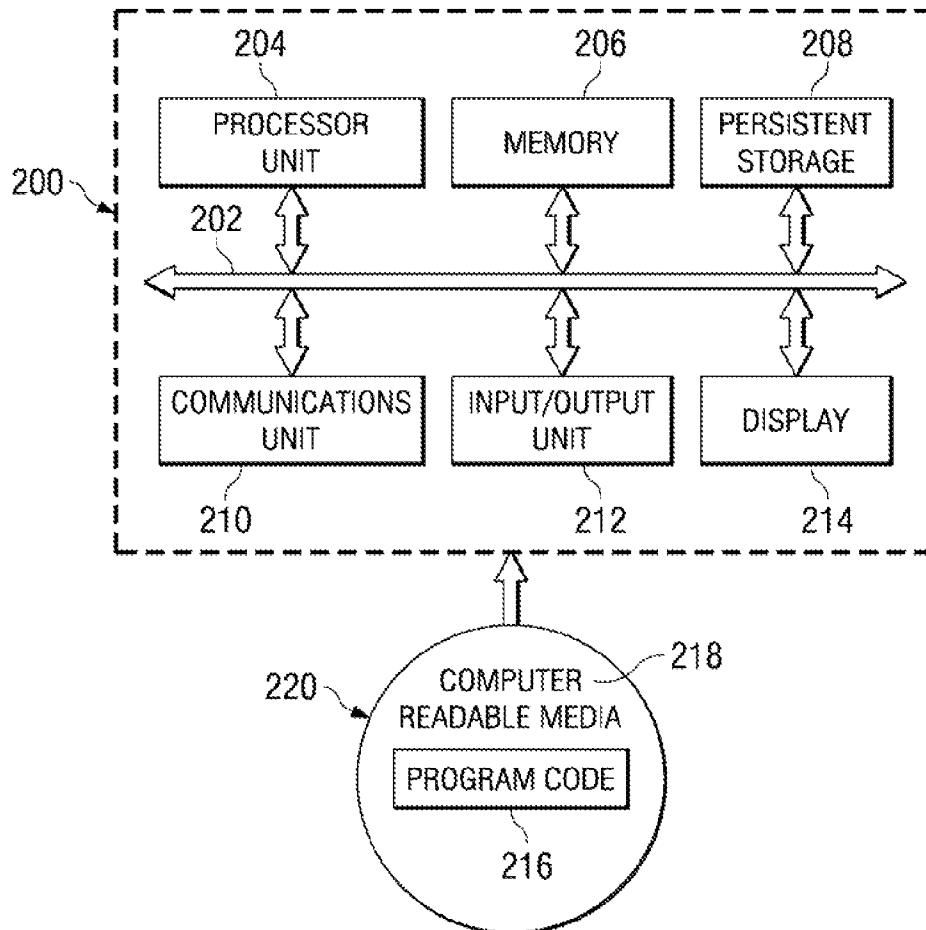 204
206
208
PROCESSOR
UNIT
MEMORY
PERSISTENT
STORAGE
200
202
COMMUNICATIONS
UNIT
INPUT/OUTPUT
UNIT
DISPLAY
210
212
214
218
220
COMPUTER
READABLE MEDIA
PROGRAM CODE
216